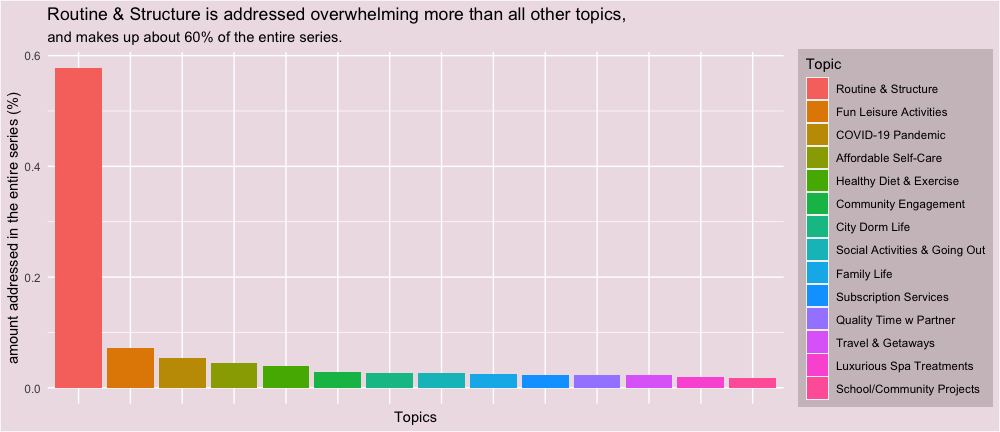 Routine & Structure is addressed overwhelming more than all other topics,
and makes up about 60% of the entire series.
amount addressed in the entire series (%)
0.6
0.4
0.2
0.0
Topics
Topic
Routine & Structure
Fun Leisure Activities
COVID-19 Pandemic
Affordable Self-Care
Healthy Diet & Exercise
Community Engagement
City Dorm Life
Social Activities & Going Out
Family Life
Subscription Services
Quality Time w Partner
Travel & Getaways
Luxurious Spa Treatments
School/Community Projects